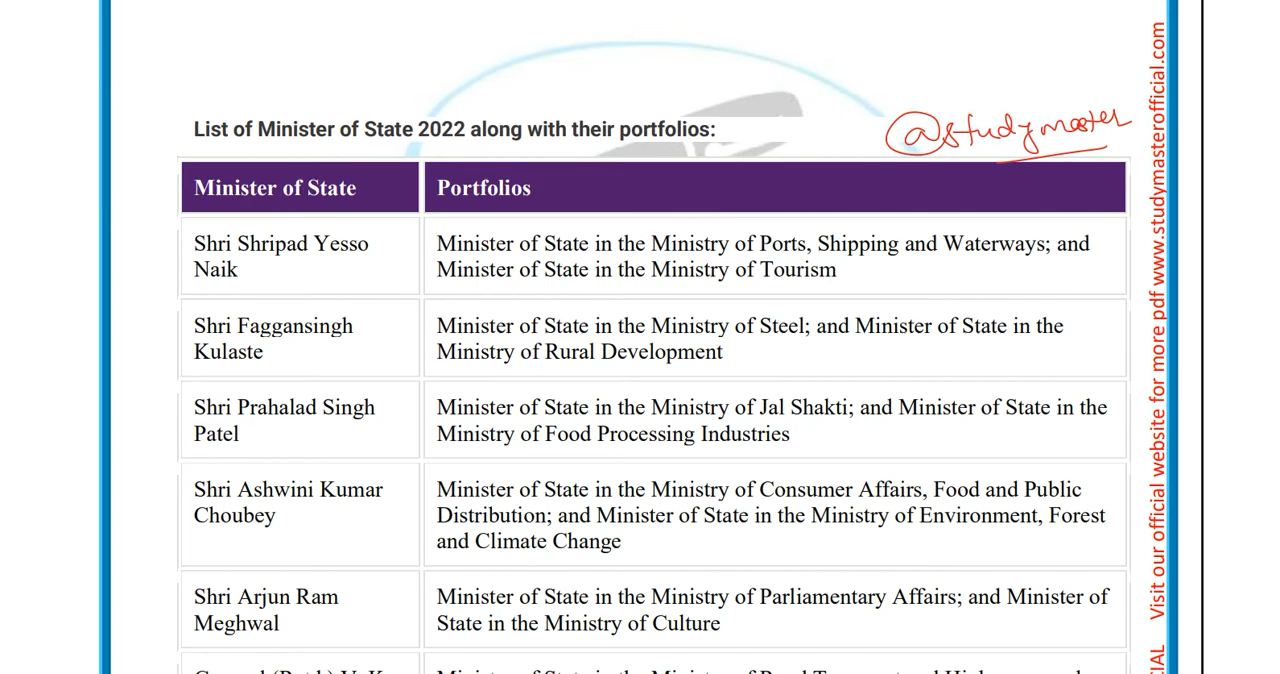 List of Minister of State 2022 along with their portfolios:
@studymaster
Minister of State
Portfolios
Shri Shripad Yesso
Naik
Minister of State in the Ministry of Ports, Shipping and Waterways; and
Minister of State in the Ministry of Tourism
Shri Faggansingh
Kulaste
Minister of State in the Ministry of Steel; and Minister of State in the
Ministry of Rural Development
Shri Prahalad Singh
Patel
Minister of State in the Ministry of Jal Shakti; and Minister of State in the
Ministry of Food Processing Industries
Shri Ashwini Kumar
Choubey
Minister of State in the Ministry of Consumer Affairs, Food and Public
Distribution; and Minister of State in the Ministry of Environment, Forest
and Climate Change
Shri Arjun Ram
Meghwal
Minister of State in the Ministry of Parliamentary Affairs; and Minister of
State in the Ministry of Culture
Visit our official website for more pdf www.studymasterofficial.com